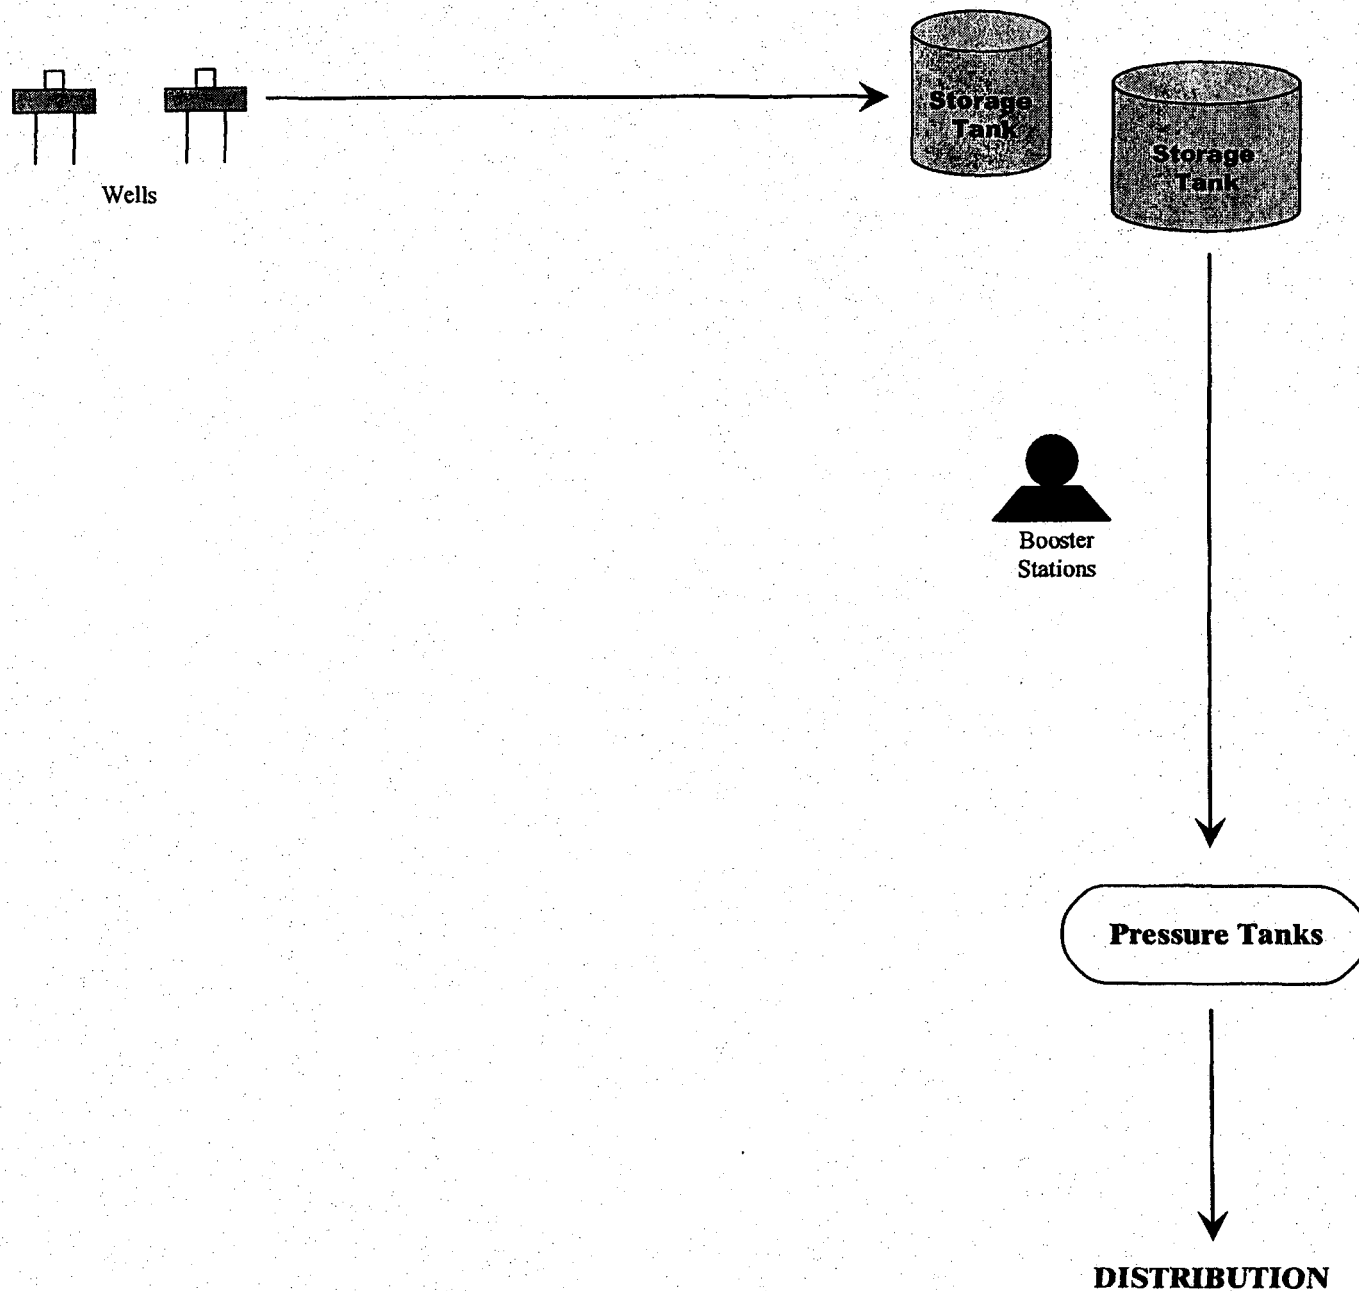 Storage
Tank
Storage
Tank
Wells
Booster
Stations
Pressure Tanks
DISTRIBUTION